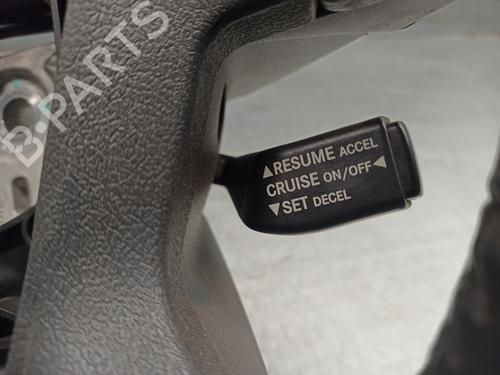 B-PARTS
▲RESUME ACCEL
CRUISE ON/OFF◀
▼SET DECEL